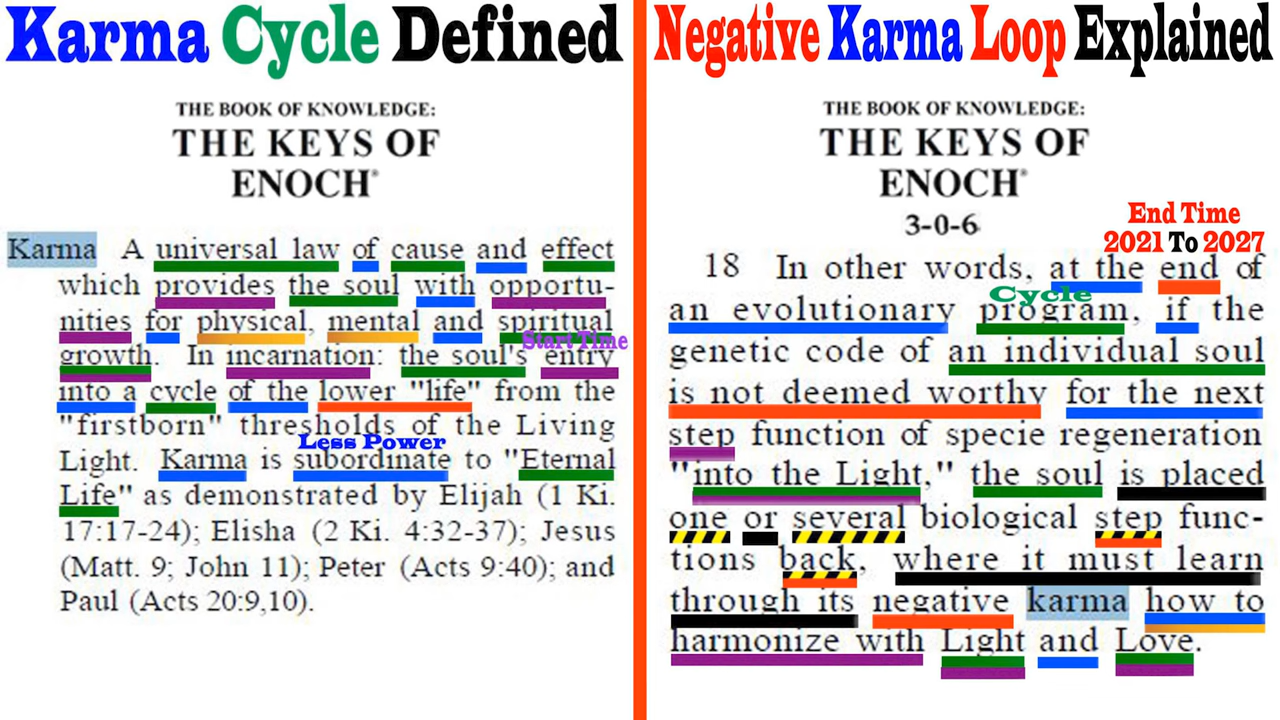 Karma Cycle Defined
THE BOOK OF KNOWLEDGE:
THE KEYS OF
ENOCH®
Karma A universal law of cause and effect
which provides the soul with opportu-
nities for physical, mental and spiritual
Start Time
growth. In incarnation: the soul's entry
into a cycle of the lower "life" from the
"firstborn" thresholds of the Living
Less Power
Light. Karma is subordinate to "Eternal
Life" as demonstrated by Elijah (1 Ki.
17:17-24); Elisha (2 Ki. 4:32-37); Jesus
(Matt. 9; John 11); Peter (Acts 9:40); and
Paul (Acts 20:9,10).
Negative Karma Loop Explained
THE BOOK OF KNOWLEDGE:
THE KEYS OF
ENOCH®
3-0-6
End Time
2021 To 2027
18 In other words, at the end of
Cycle
an evolutionary program, if the
genetic code of an individual soul
is not deemed worthy for the next
step function of specie regeneration
"into the Light," the soul is placed
one or several biological step func-
tions back, where it must learn
through its negative karma how to
harmonize with Light and Love.